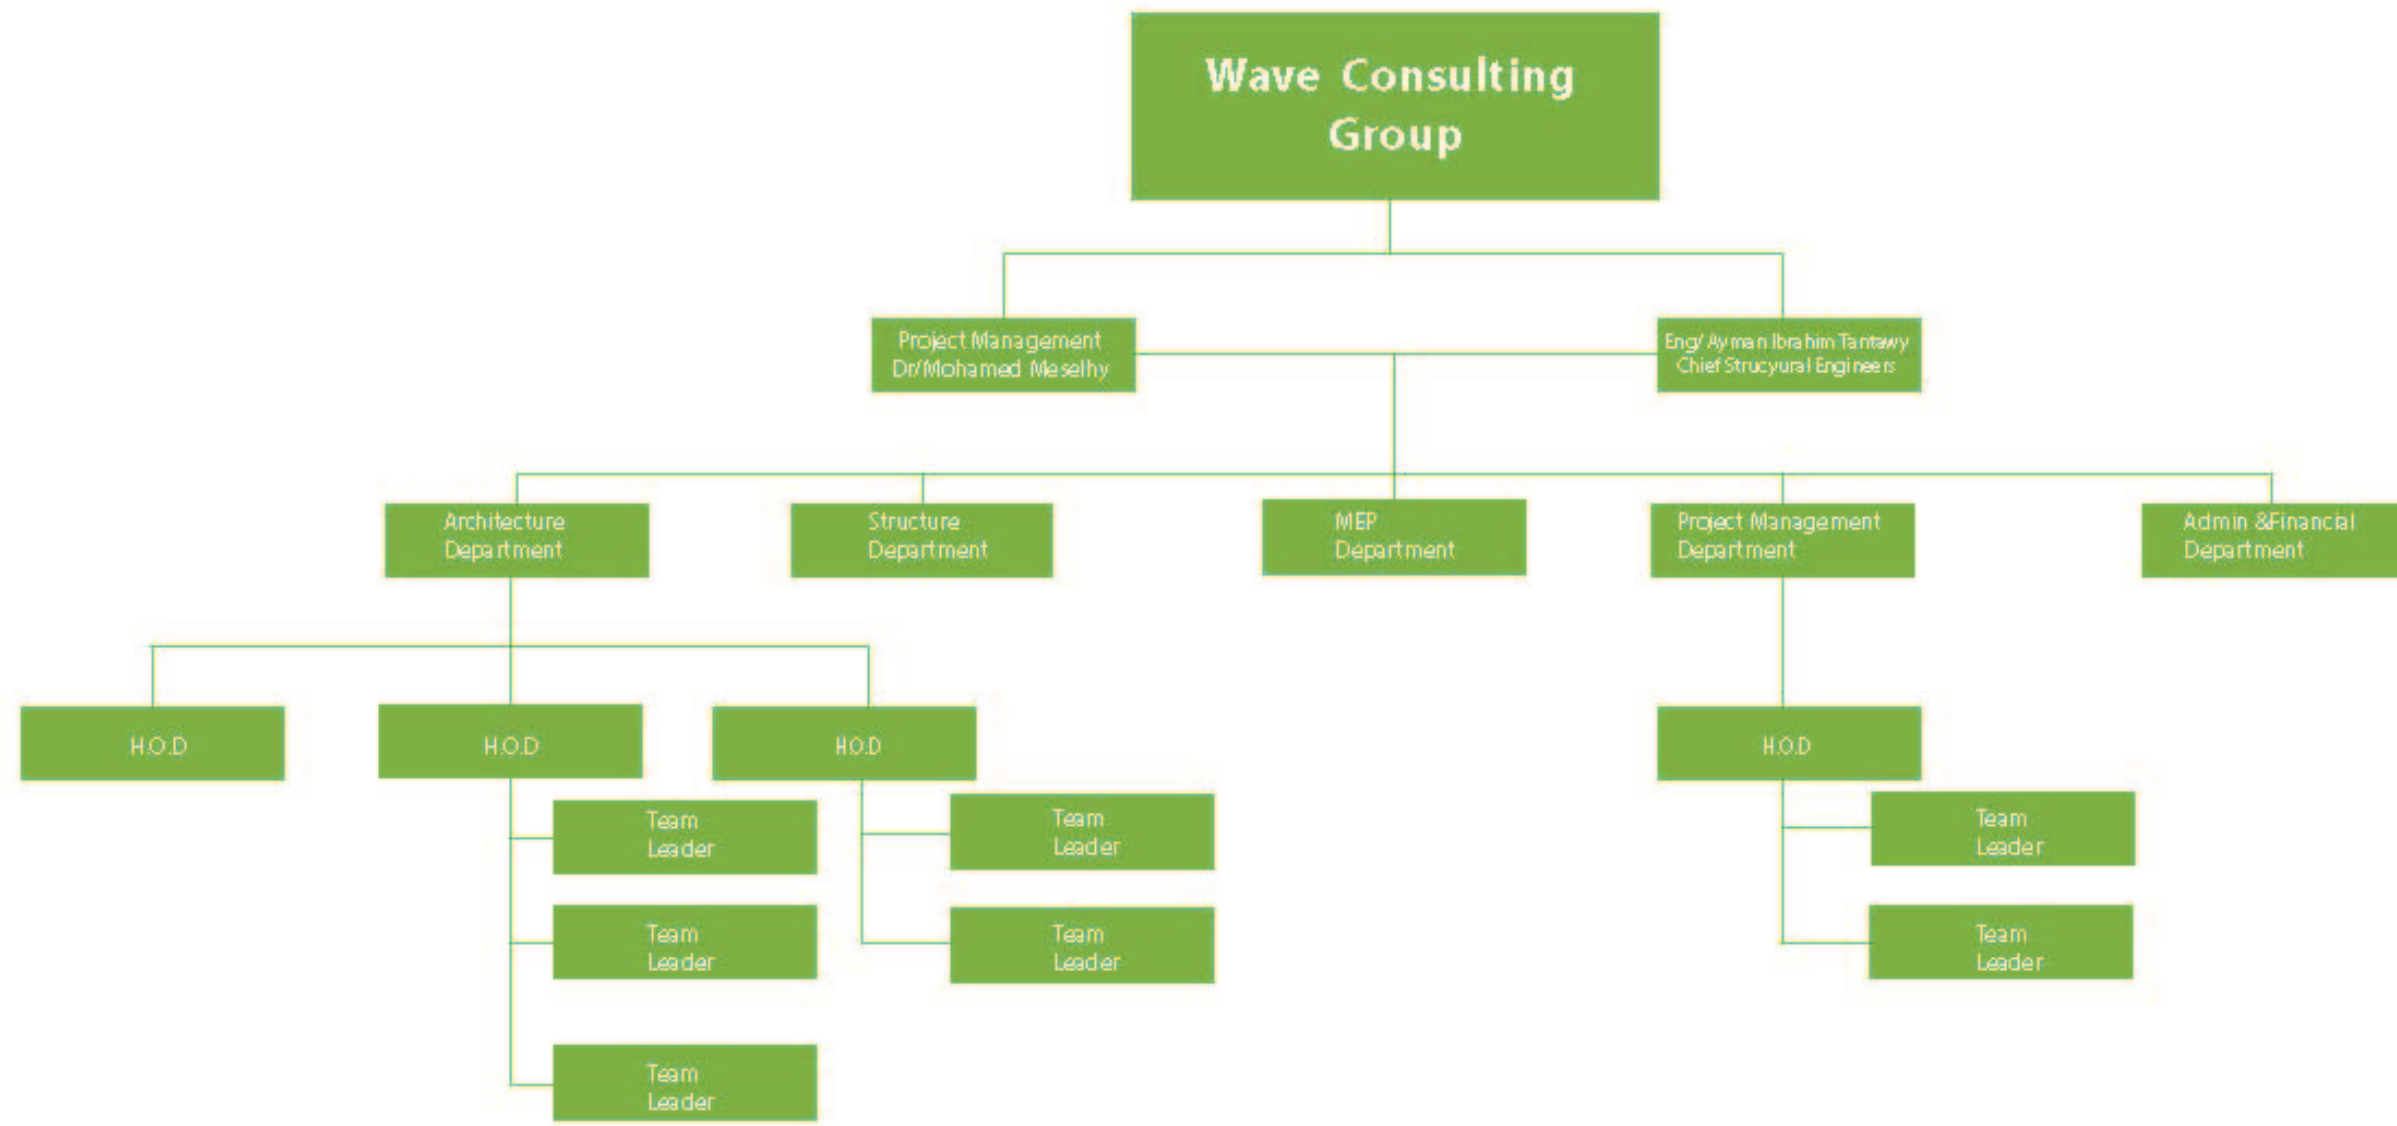 Wave Consulting
Group
Project Management
Dr/Mohamed Meselhy
Eng/ Ayman Ibrahim Tantawy
Chief Strucyural Engineers
Architecture
Department
Structure
Department
MEP
Department
Project Management
Department
Admin &Financial
Department
H.O.D
H.O.D
H.O.D
H.O.D
Team
Leader
Team
Leader
Team
Leader
Team
Leader
Team
Leader
Team
Leader
Team
Leader